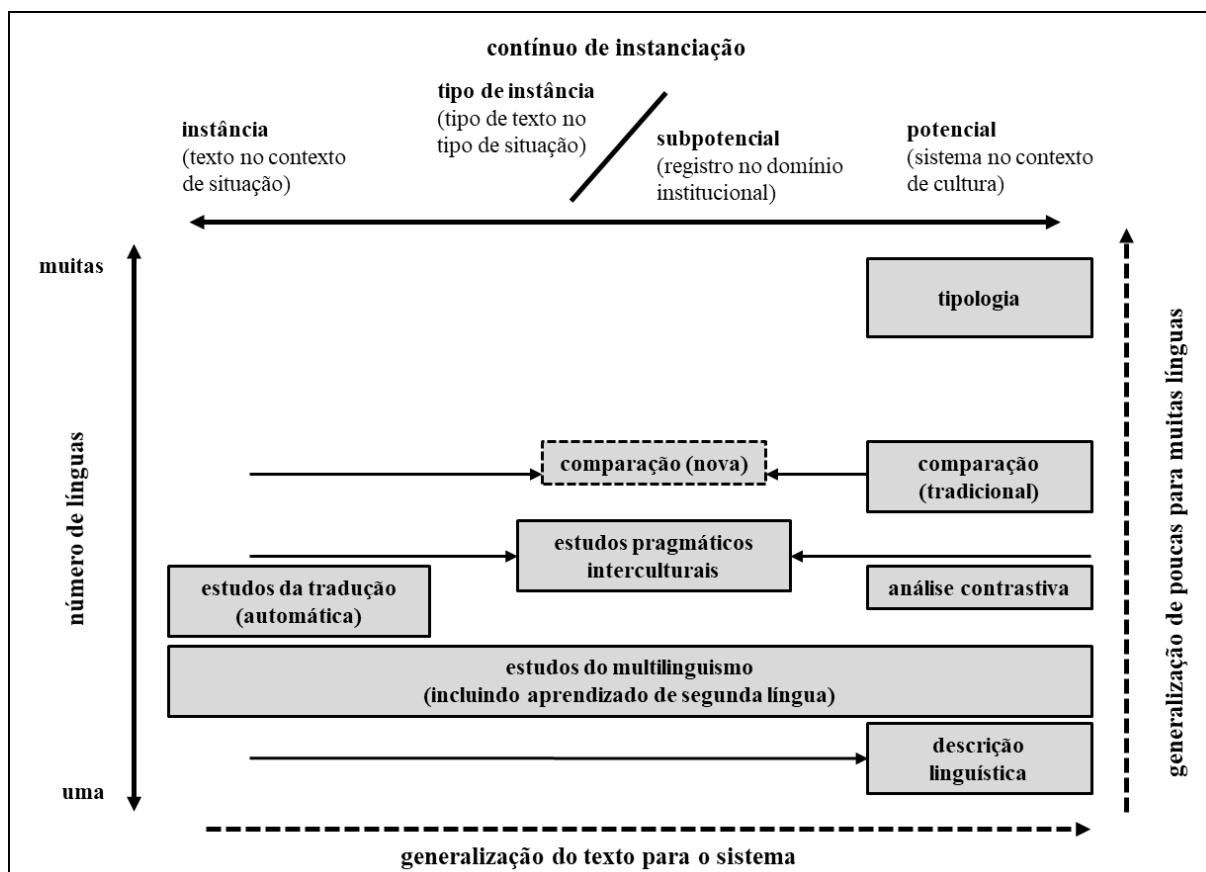 contínuo de instanciação
instância
(texto no contexto
de situação)
tipo de instância
(tipo de texto no
tipo de situação)
subpotencial
(registro no domínio
institucional)
potencial
(sistema no contexto
de cultura)
muitas
número de línguas
uma
tipologia
comparação (nova)
comparação
(tradicional)
estudos pragmáticos
interculturais
estudos da tradução
(automática)
análise contrastiva
estudos do multilinguismo
(incluindo aprendizado de segunda língua)
descrição
linguística
generalização de poucas para muitas línguas
generalização do texto para o sistema